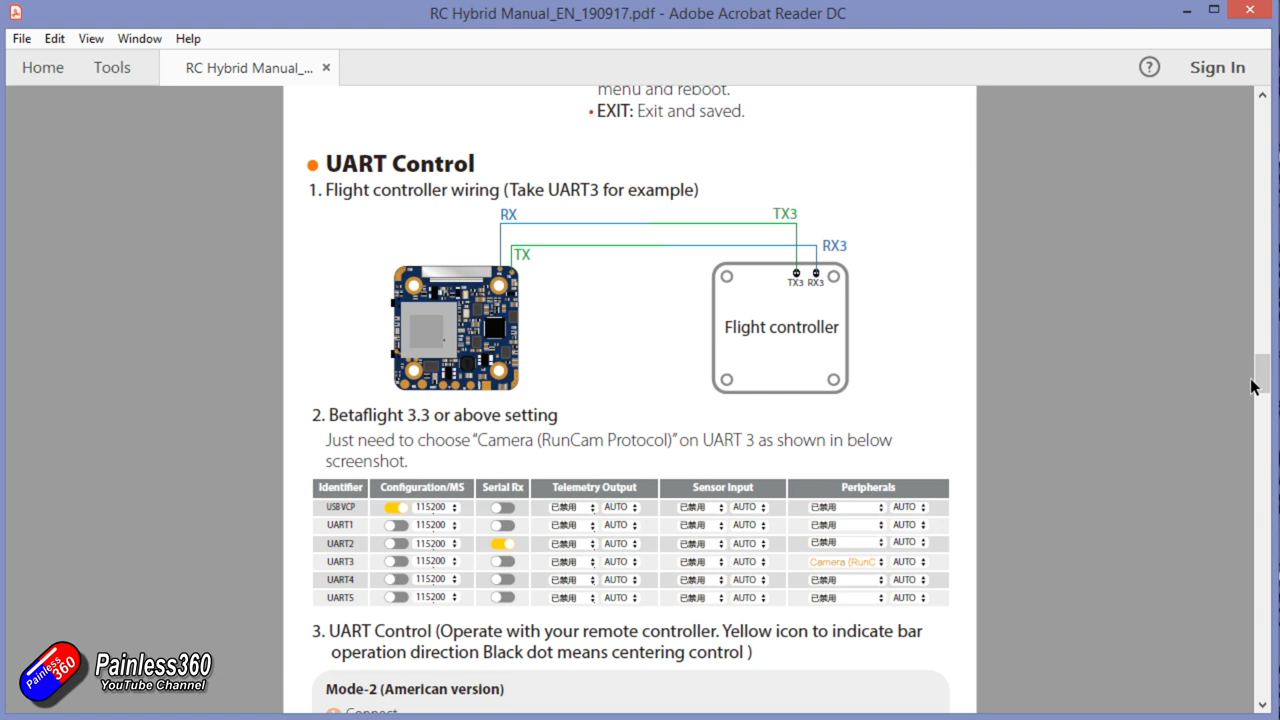 RC Hybrid Manual_EN_190917.pdf - Adobe Acrobat Reader DC
File Edit View Window Help
Home Tools RC Hybrid Manual_... × ? Sign In
menu and reboot.
• EXIT: Exit and saved.
UART Control
1. Flight controller wiring (Take UART3 for example)
RX TX3
TX RX3
TX3 RX3
Flight controller
2. Betaflight 3.3 or above setting
Just need to choose “Camera (RunCam Protocol)” on UART 3 as shown in below
screenshot.
Identifier Configuration/MS Serial Rx Telemetry Output Sensor Input Peripherals
USB VCP 115200 已禁用 AUTO 已禁用 AUTO 已禁用 AUTO
UART1 115200 已禁用 AUTO 已禁用 AUTO 已禁用 AUTO
UART2 115200 已禁用 AUTO 已禁用 AUTO 已禁用 AUTO
UART3 115200 已禁用 AUTO 已禁用 AUTO Camera (RunC AUTO
UART4 115200 已禁用 AUTO 已禁用 AUTO 已禁用 AUTO
UART5 115200 已禁用 AUTO 已禁用 AUTO 已禁用 AUTO
3. UART Control (Operate with your remote controller. Yellow icon to indicate bar
operation direction Black dot means centering control )
Mode-2 (American version)
Connect
Painless 360
Painless360
YouTube Channel